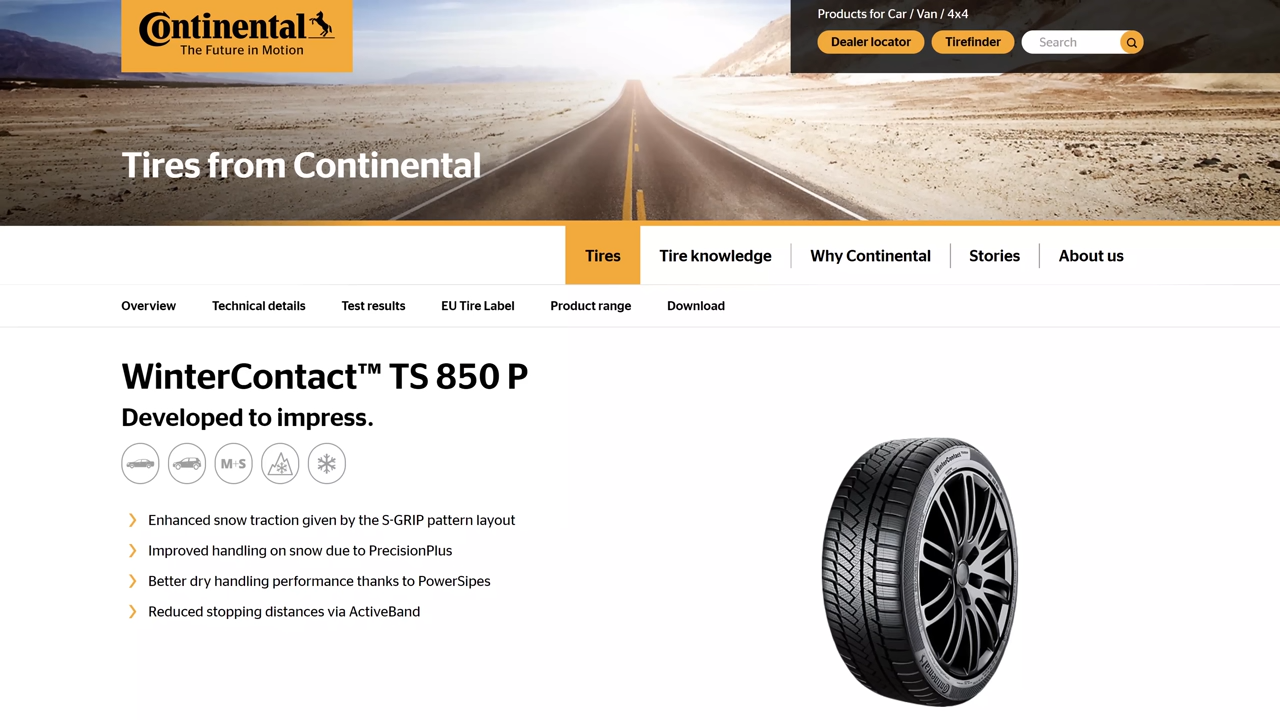 Continental
The Future in Motion
Products for Car / Van / 4x4
Dealer locator
Tirefinder
Search
Tires from Continental
Tires
Tire knowledge
Why Continental
Stories
About us
Overview
Technical details
Test results
EU Tire Label
Product range
Download
WinterContact™ TS 850 P
Developed to impress.
M+S
Enhanced snow traction given by the S-GRIP pattern layout
Improved handling on snow due to PrecisionPlus
Better dry handling performance thanks to PowerSipes
Reduced stopping distances via ActiveBand
WinterContact
Continental